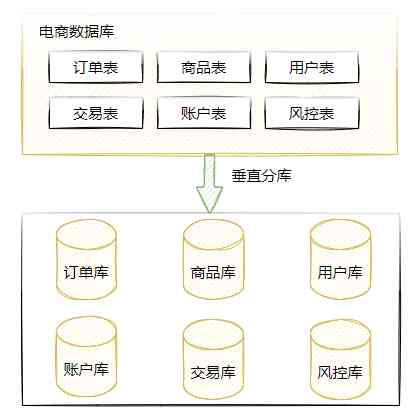 电商数据库
订单表 商品表 用户表
交易表 账户表 风控表
垂直分库
订单库 商品库 用户库
账户库 交易库 风控库